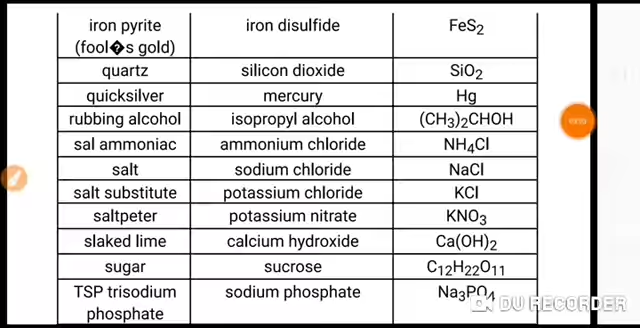 iron pyrite iron disulfide FeS2
(fool�s gold)
quartz silicon dioxide SiO2
quicksilver mercury Hg
rubbing alcohol isopropyl alcohol (CH3)2CHOH
sal ammoniac ammonium chloride NH4Cl
salt sodium chloride NaCl
salt substitute potassium chloride KCl
saltpeter potassium nitrate KNO3
slaked lime calcium hydroxide Ca(OH)2
sugar sucrose C12H22O11
TSP trisodium sodium phosphate Na3PO4
phosphate
DU RECORDER